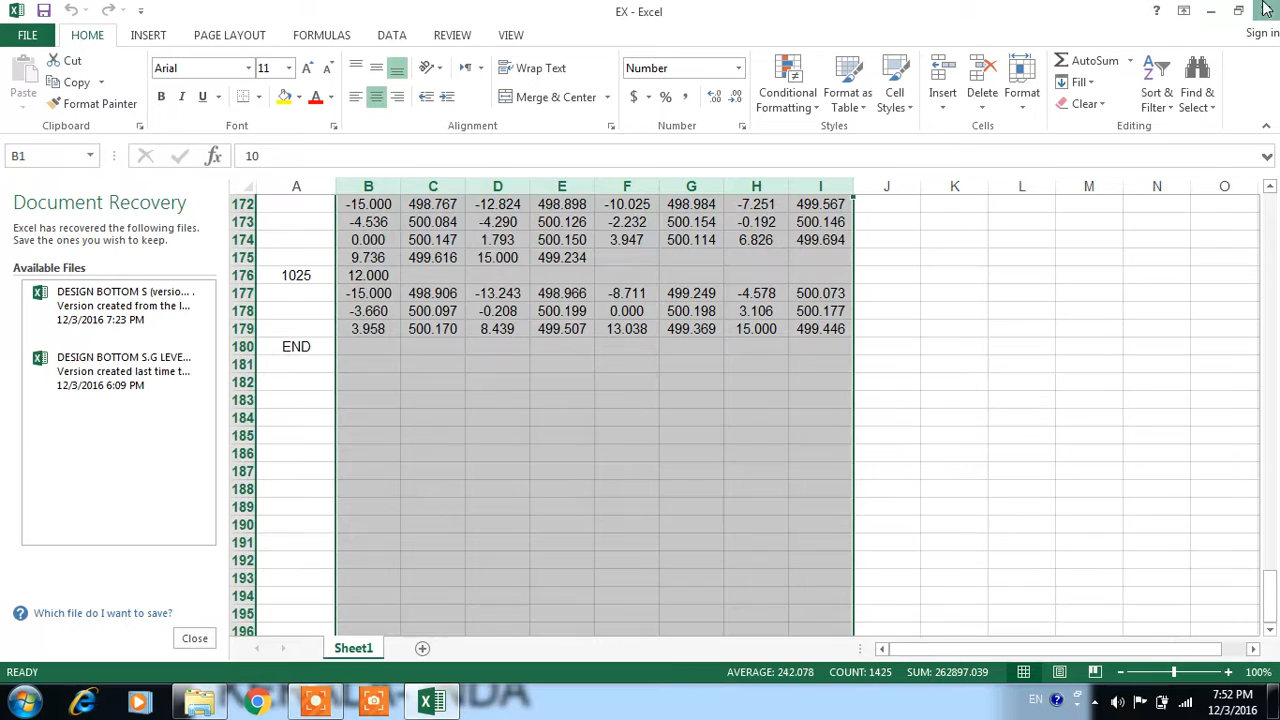 EX - Excel
?
FILE HOME INSERT PAGE LAYOUT FORMULAS DATA REVIEW VIEW Sign in
Paste Cut Copy Format Painter
Clipboard
Arial 11
B I U
Font
Wrap Text
Merge & Center
Alignment
Number
$ % ,
Number
Conditional Formatting Format as Table Cell Styles
Styles
Insert Delete Format
Cells
AutoSum Fill Clear Sort & Filter Find & Select
Editing
B1 fx 10
Document Recovery
Excel has recovered the following files.
Save the ones you wish to keep.
Available Files
DESIGN BOTTOM S (versio... .
Version created from the l...
12/3/2016 7:23 PM
DESIGN BOTTOM S.G LEVE...
Version created last time t...
12/3/2016 6:09 PM
Which file do I want to save?
Close
A B C D E F G H I J K L M N O
172 -15.000 498.767 -12.824 498.898 -10.025 498.984 -7.251 499.567
173 -4.536 500.084 -4.290 500.126 -2.232 500.154 -0.192 500.146
174 0.000 500.147 1.793 500.150 3.947 500.114 6.826 499.694
175 9.736 499.616 15.000 499.234
176 1025 12.000
177 -15.000 498.906 -13.243 498.966 -8.711 499.249 -4.578 500.073
178 -3.660 500.097 -0.208 500.199 0.000 500.198 3.106 500.177
179 3.958 500.170 8.439 499.507 13.038 499.369 15.000 499.446
180 END
181
182
183
184
185
186
187
188
189
190
191
192
193
194
195
196
Sheet1
READY AVERAGE: 242.078 COUNT: 1425 SUM: 262897.039 100%
EN 7:52 PM
12/3/2016